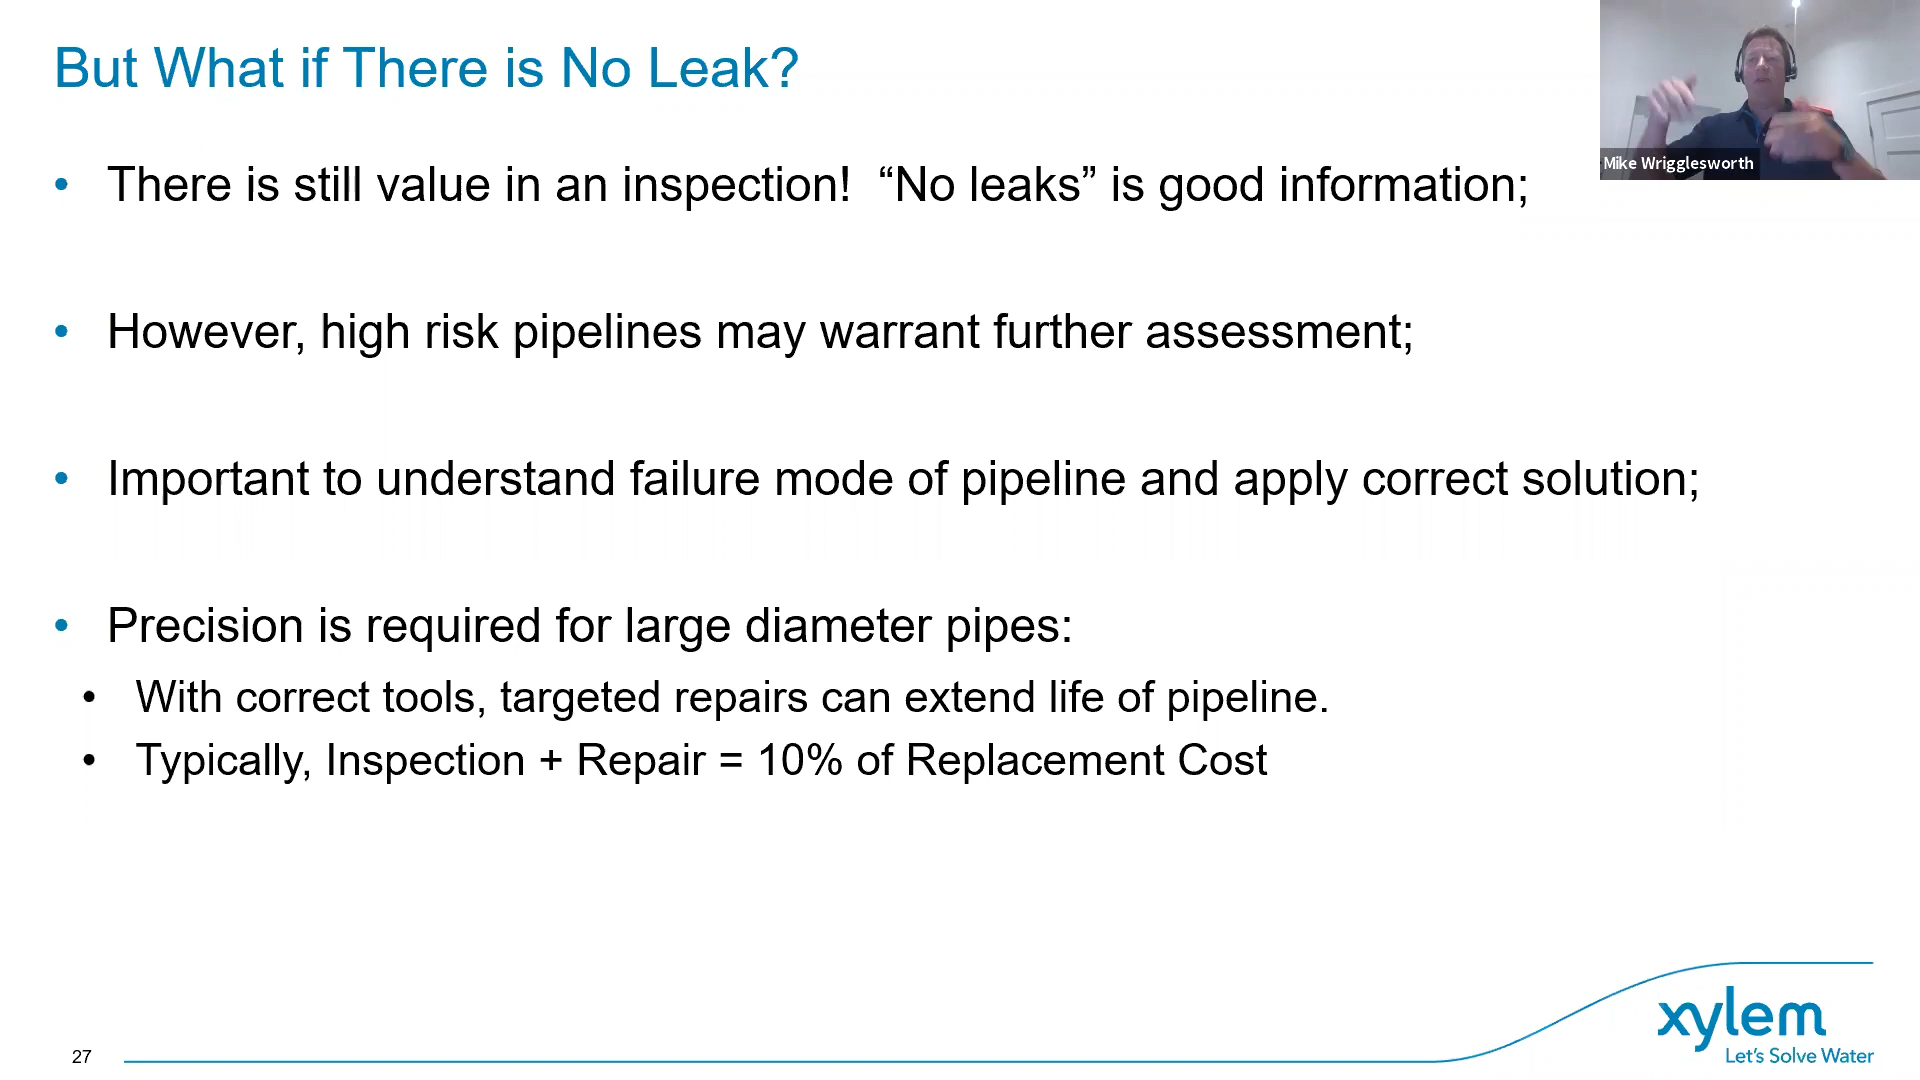 But What if There is No Leak?
Mike Wrigglesworth
• There is still value in an inspection!  “No leaks” is good information;
• However, high risk pipelines may warrant further assessment;
• Important to understand failure mode of pipeline and apply correct solution;
• Precision is required for large diameter pipes:
• With correct tools, targeted repairs can extend life of pipeline.
• Typically, Inspection + Repair = 10% of Replacement Cost
xylem
Let’s Solve Water
27